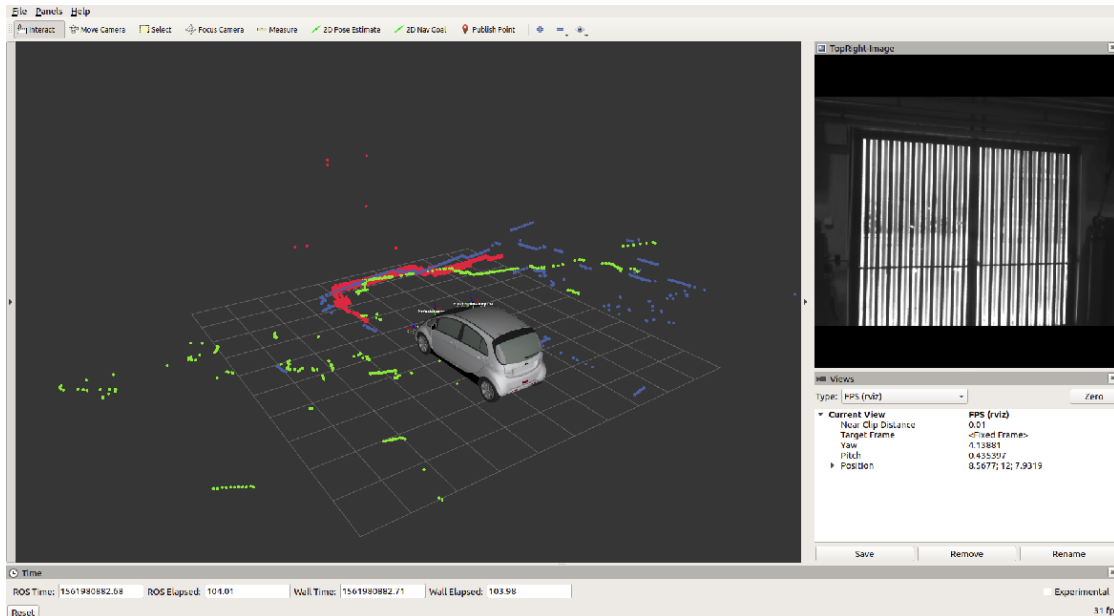 File Panels Help
Interact Move Camera Select Focus Camera Measure 2D Pose Estimate 2D Nav Goal Publish Point
TopRight-Image
Views
Type: FPS (rviz) Zero
Current View FPS (rviz)
Near Clip Distance 0.01
Target Frame <Fixed Frame>
Yaw 4.13881
Pitch 0.435397
Position 8.5677; 12; 7.9319
Save Remove Rename
Time
ROS Time: 1561980882.68 ROS Elapsed: 104.01 Wall Time: 1561980882.71 Wall Elapsed: 103.98 Experimental
Reset 31 fp